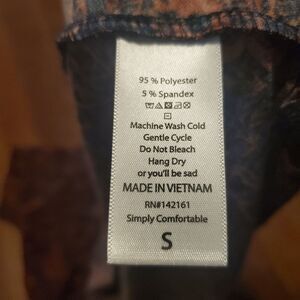 95 % Polyester
5 % Spandex
Machine Wash Cold
Gentle Cycle
Do Not Bleach
Hang Dry
or you'll be sad
MADE IN VIETNAM
RN#142161
Simply Comfortable
S